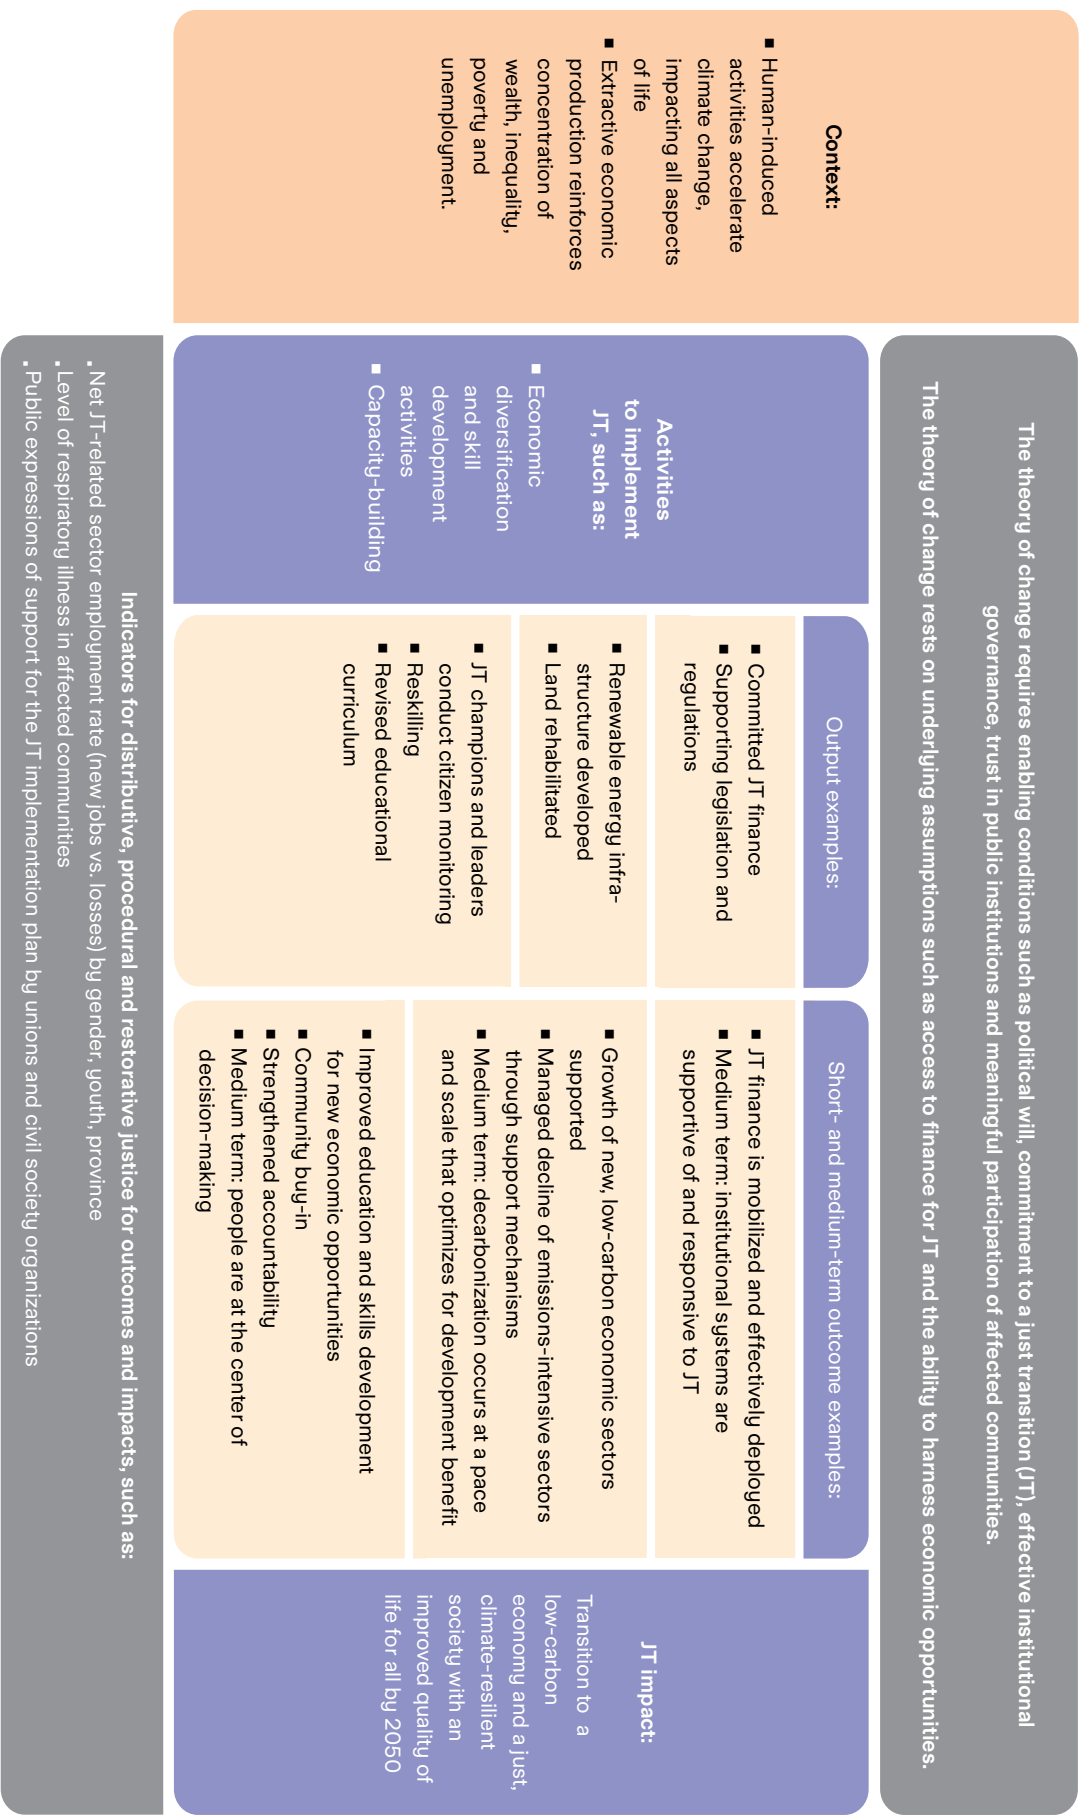 The theory of change requires enabling conditions such as political will, commitment to a just transition (JT), effective institutional
governance, trust in public institutions and meaningful participation of affected communities.
The theory of change rests on underlying assumptions such as access to finance for JT and the ability to harness economic opportunities.
Context:
■ Human-induced
activities accelerate
climate change,
impacting all aspects
of life
■ Extractive economic
production reinforces
concentration of
wealth, inequality,
poverty and
unemployment.
Activities
to implement
JT, such as:
■ Economic
diversification
and skill
development
activities
■ Capacity-building
Output examples:
■ Committed JT finance
■ Supporting legislation and
regulations
■ Renewable energy infra-
structure developed
■ Land rehabilitated
■ JT champions and leaders
conduct citizen monitoring
■ Reskilling
■ Revised educational
curriculum
Short- and medium-term outcome examples:
■ JT finance is mobilized and effectively deployed
■ Medium term: institutional systems are
supportive of and responsive to JT
■ Growth of new, low-carbon economic sectors
supported
■ Managed decline of emissions-intensive sectors
through support mechanisms
■ Medium term: decarbonization occurs at a pace
and scale that optimizes for development benefit
■ Improved education and skills development
for new economic opportunities
■ Community buy-in
■ Strengthened accountability
■ Medium term: people are at the center of
decision-making
JT impact:
Transition to a
low-carbon
economy and a just,
climate-resilient
society with an
improved quality of
life for all by 2050
Indicators for distributive, procedural and restorative justice for outcomes and impacts, such as:
. Net JT-related sector employment rate (new jobs vs. losses) by gender, youth, province
. Level of respiratory illness in affected communities
. Public expressions of support for the JT implementation plan by unions and civil society organizations